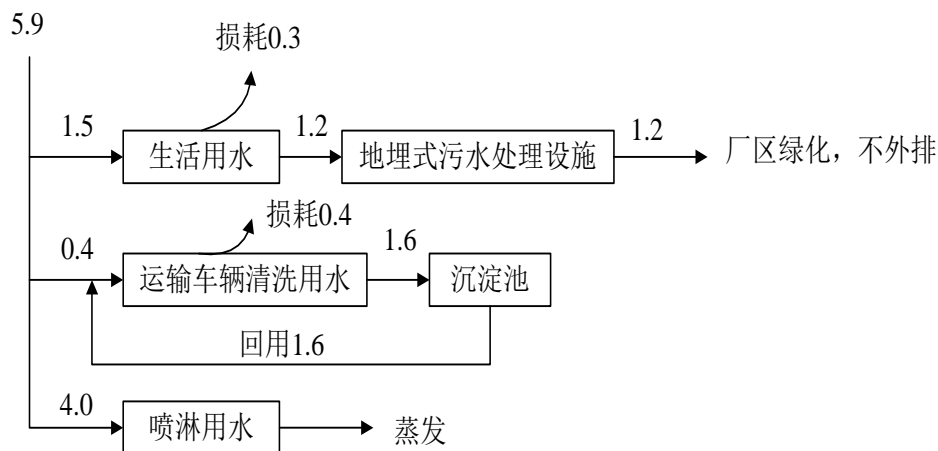 5.9
损耗0.3
1.5
生活用水
1.2
地埋式污水处理设施
1.2
厂区绿化，不外排
损耗0.4
0.4
运输车辆清洗用水
1.6
沉淀池
回用1.6
4.0
喷淋用水
蒸发